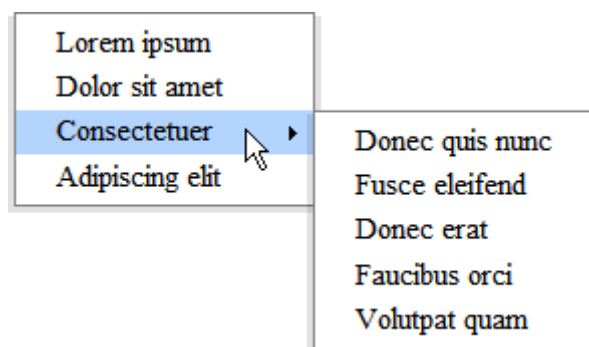 Lorem ipsum
Dolor sit amet
Consectetuer
Adipiscing elit
Donec quis nunc
Fusce eleifend
Donec erat
Faucibus orci
Volutpat quam